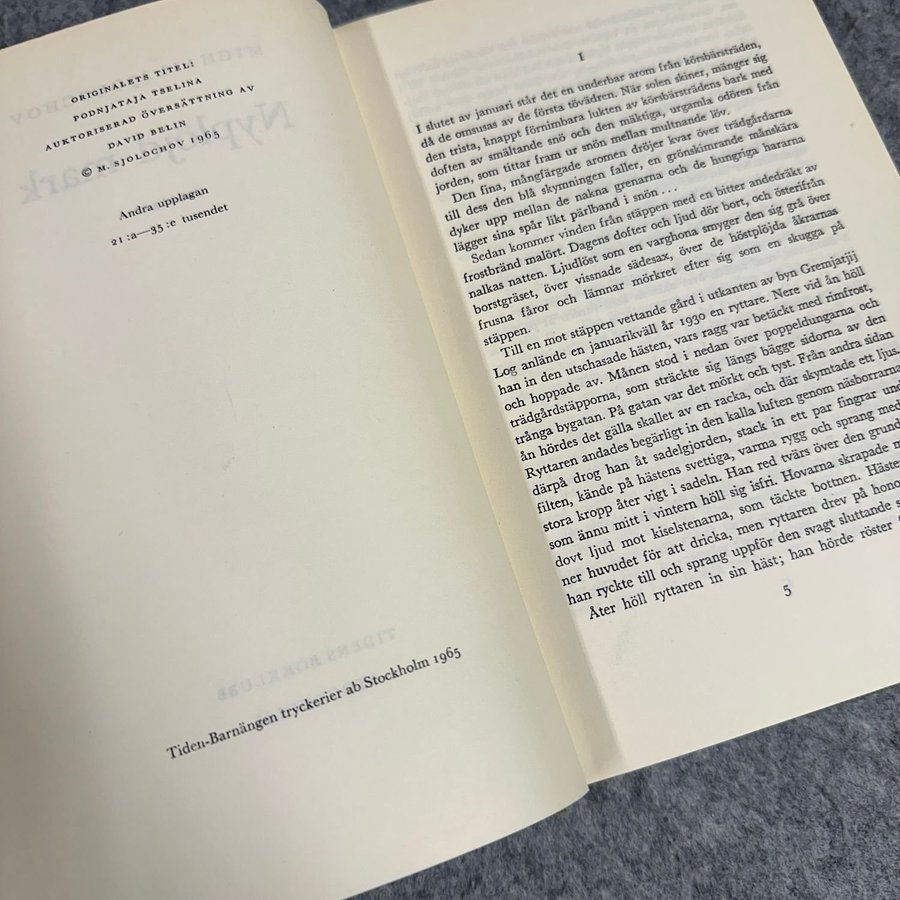 ORIGINALETS TITEL:
PODNJATAJA TSELINA
AUKTORISERAD ÖVERSÄTTNING AV
DAVID BELIN
© M. SJOLOCHOV 1965
Andra upplagan
21:a—35:e tusendet
Tiden-Barnängen tryckerier ab Stockholm 1965
I
I slutet av januari står det en underbar arom från körsbärsträden,
då de omsusas av de första tövädren. När solen skiner, mänger sig
den trista, knappt förnimbara lukten av körsbärsträdens bark med
doften av smältande snö och den mäktiga, urgamla odören från
jorden, som tittar fram ur snön mellan multnande löv.
Den fina, mångfärgade aromen dröjer kvar över trädgårdarna
till dess den blå skymningen faller, en grönskimrande månskära
dyker upp mellan de nakna grenarna och de hungriga hararna
lägger sina spår likt pärlband i snön . . .
Sedan kommer vinden från stäppen med en bitter andedräkt av
frostbränd malört. Dagens dofter och ljud dör bort, och österifrån
nalkas natten. Ljudlöst som en varghona smyger den sig grå över
borstgräset, över vissnade sädesax, över de höstplöjda åkrarnas
frusna fåror och lämnar mörkret efter sig som en skugga på
stäppen.
Till en mot stäppen vettande gård i utkanten av byn Gremjatjij
Log anlände en januarikväll år 1930 en ryttare. Nere vid ån höll
han in den utschasade hästen, vars ragg var betäckt med rimfrost,
och hoppade av. Månen stod i nedan över poppeldungarna och
trädgårdstäpporna, som sträckte sig längs bägge sidorna av den
trånga bygatan. På gatan var det mörkt och tyst. Från andra sidan
ån hördes det gälla skallet av en racka, och där skymtade ett ljus.
Ryttaren andades begärligt in den kalla luften genom näsborrarna
därpå drog han åt sadelgjorden, stack in ett par fingrar und
filten, kände på hästens svettiga, varma rygg och sprang med
stora kropp åter vigt i sadeln. Han red tvärs över den grund
som ännu mitt i vintern höll sig isfri. Hovarna skrapade m
dovt ljud mot kiselstenarna, som täckte bottnen. Häste
ner huvudet för att dricka, men ryttaren drev på hono
han ryckte till och sprang uppför den svagt sluttande s
Åter höll ryttaren in sin häst; han hörde röster
5